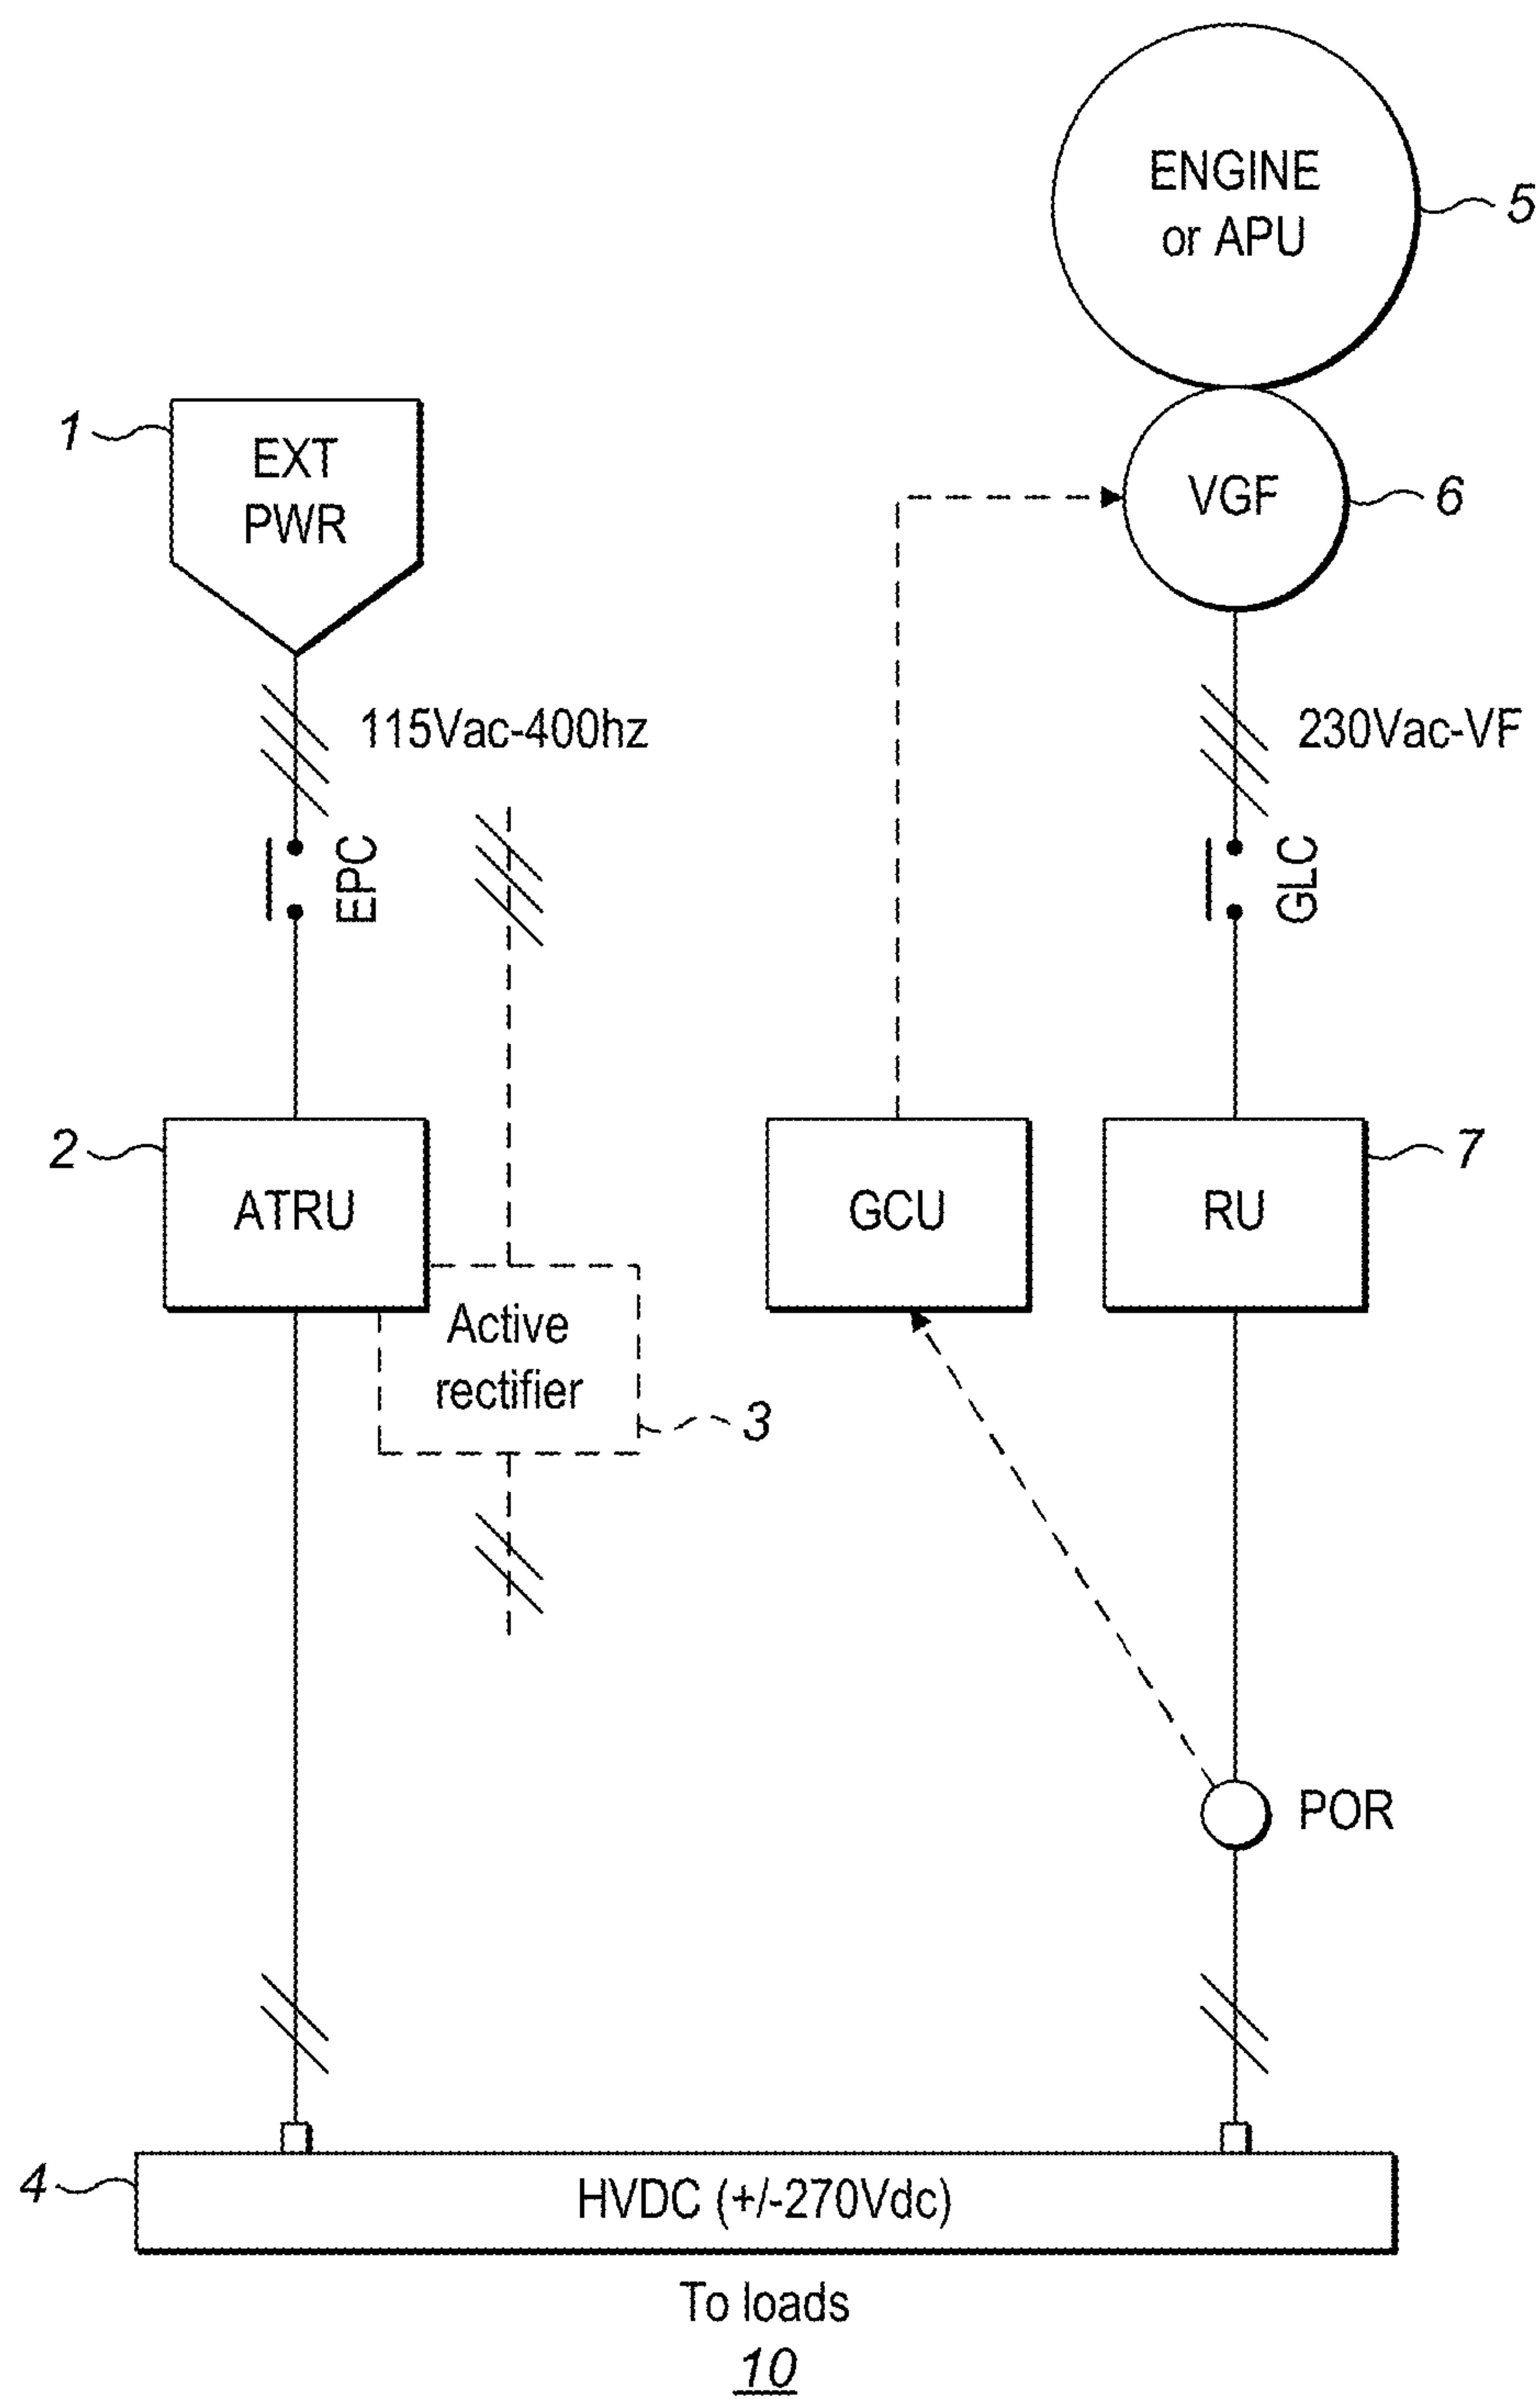 ENGINE
or APU
5
1
EXT
PWR
VGF
6
115Vac-400hz
230Vac-VF
EPC
GLC
2
ATRU
GCU
RU
7
Active
rectifier
3
POR
4
HVDC (+/-270Vdc)
To loads
10